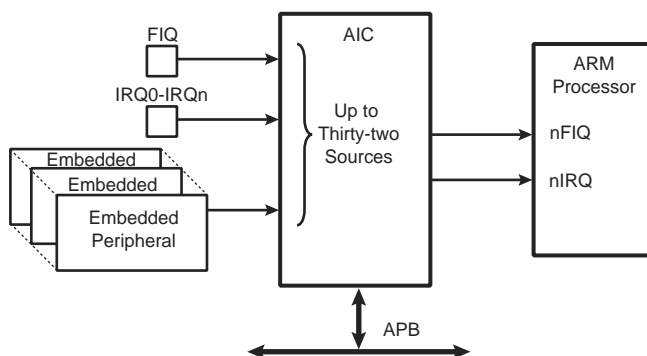 FIQ
IRQ0-IRQn
Embedded
Embedded
Embedded
Peripheral
AIC
Up to
Thirty-two
Sources
ARM
Processor
nFIQ
nIRQ
APB